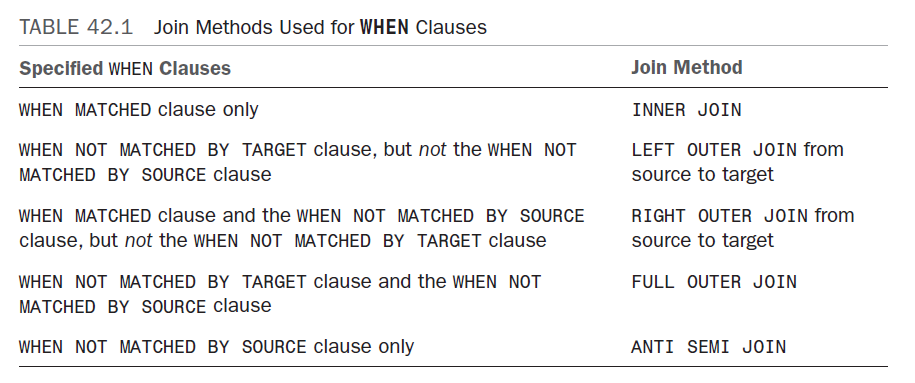 TABLE 42.1 Join Methods Used for WHEN Clauses
Specified WHEN Clauses Join Method
WHEN MATCHED clause only INNER JOIN
WHEN NOT MATCHED BY TARGET clause, but not the WHEN NOT LEFT OUTER JOIN from
MATCHED BY SOURCE clause source to target
WHEN MATCHED clause and the WHEN NOT MATCHED BY SOURCE RIGHT OUTER JOIN from
clause, but not the WHEN NOT MATCHED BY TARGET clause source to target
WHEN NOT MATCHED BY TARGET clause and the WHEN NOT FULL OUTER JOIN
MATCHED BY SOURCE clause
WHEN NOT MATCHED BY SOURCE clause only ANTI SEMI JOIN